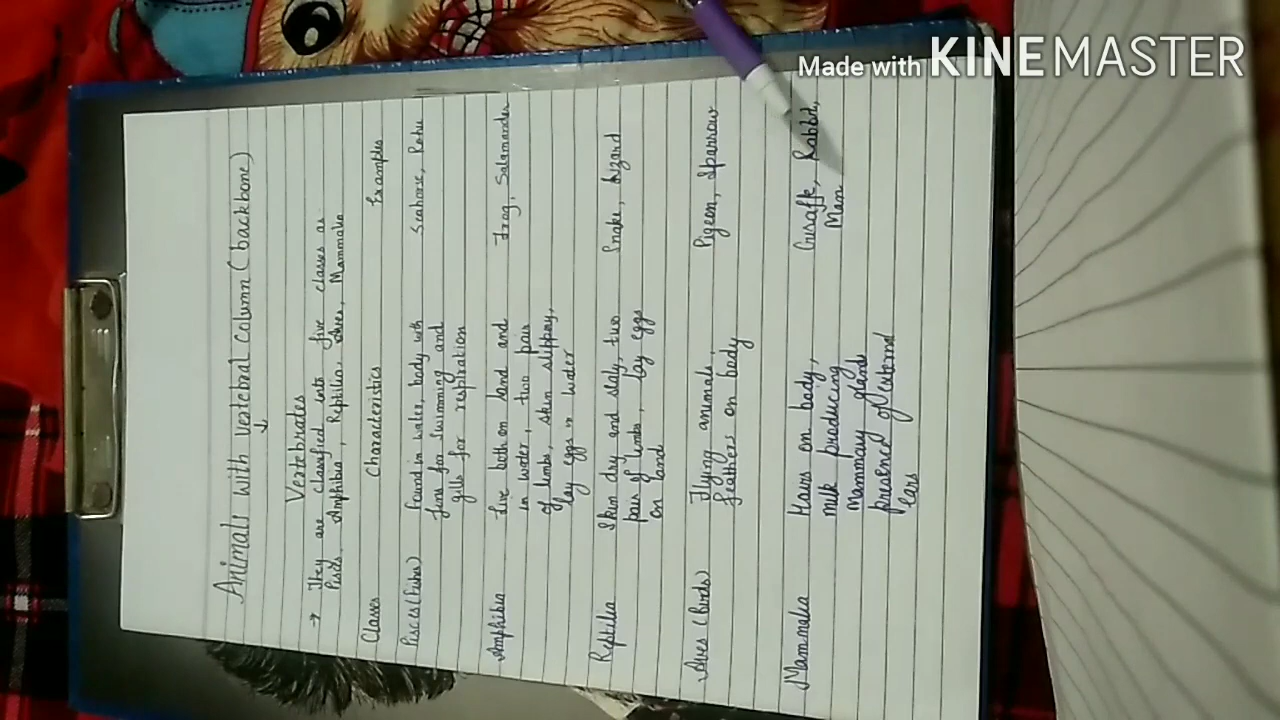 Made with KINEMASTER
Animals with vertebral column (backbone)
↓
Vertebrates
→ They are classified into five classes as
Pisces, Amphibia, Reptilia, Aves, Mammalia
Classes Characteristics Examples
Pisces (Fishes) Found in water, body with Seahorse, Rohu
fins for swimming and
gills for respiration
Amphibia Live both on land and Frog, Salamander
in water, two pairs
of limbs, skin slippay,
lay eggs in water
Reptilia Skin dry and scaly, two Snake, Lizard
pair of limbs, lay eggs
on land
Aves (Birds) Flying animals, Pigeon, Sparrow
feathers on body
Mammalia Hairs on body, Giraffe, Rabbit,
milk producing Man
Mammary glands
presence of external
ears